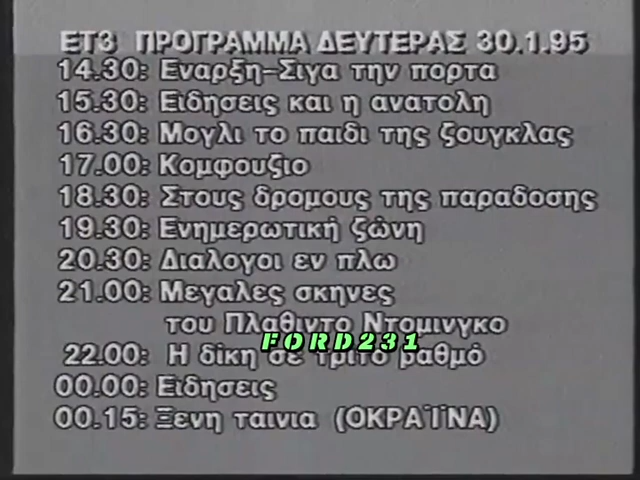 ET3 ΠΡΟΓΡΑΜΜΑ ΔΕΥΤΕΡΑΣ 30.1.95
14.30: Εναρξη–Σιγα την πορτα
15.30: Ειδησεις και η ανατολη
16.30: Μογλι το παιδι της ζουγκλας
17.00: Κομφουζιο
18.30: Στους δρομους της παραδοσης
19.30: Ενημερωτική ζώνη
20.30: Διαλογοι εν πλω
21.00: Μεγαλες σκηνες
του Πλαθιντο Ντομινγκο
FORD231
22.00: Η δίκη σε τρίτο βαθμό
00.00: Ειδησεις
00.15: Ξενη ταινια (ΟΚΡΑΪΝΑ)